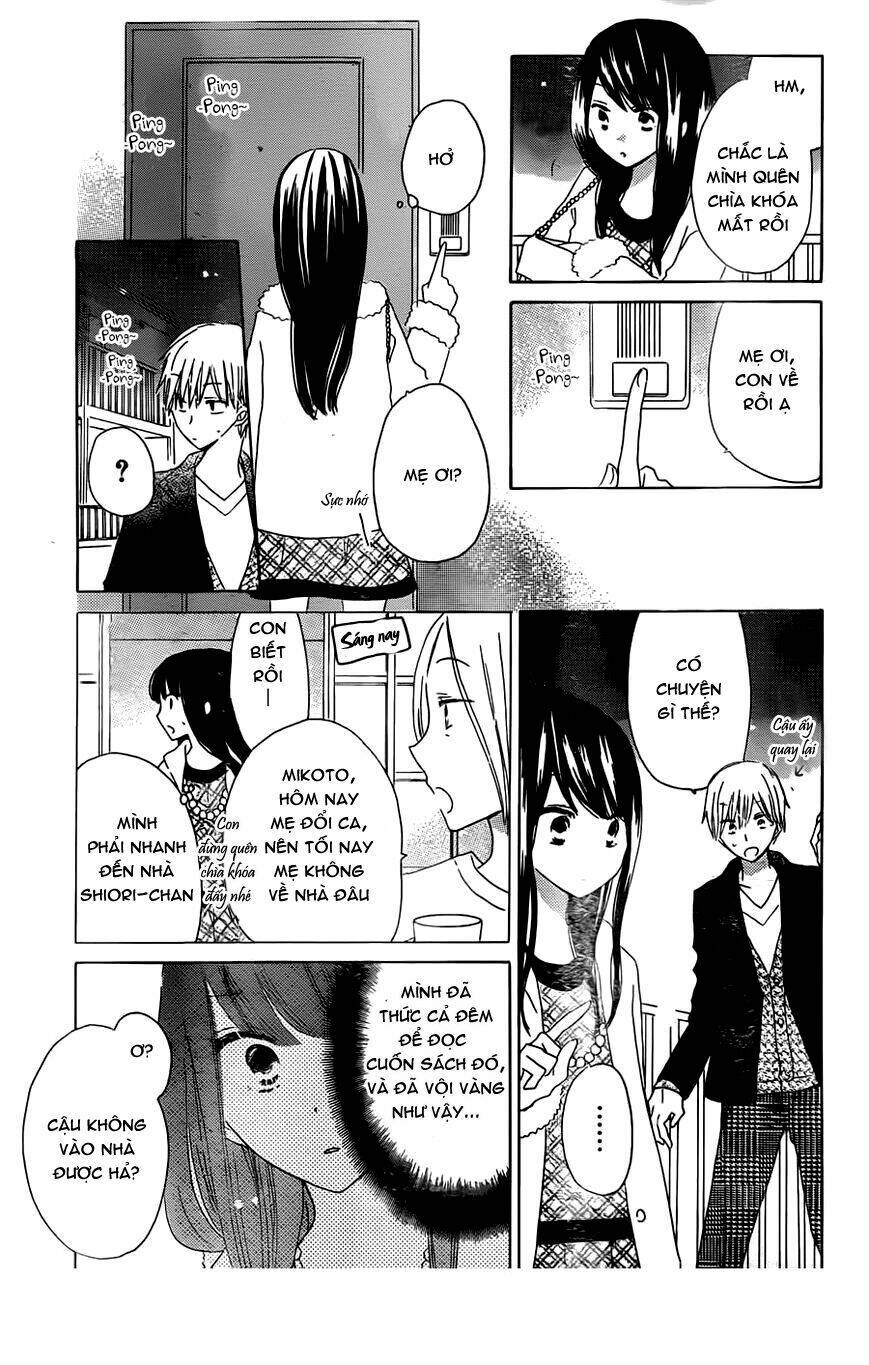 HM,
CHẮC LÀ
MÌNH QUÊN
CHÌA KHÓA
MẤT RỒI
MẸ ƠI,
CON VỀ
RỒI Ạ
Ping
Pong~
Ping
Pong~
Ping
Pong~
HỞ
MẸ ƠI?
Sực nhớ
Ping
Pong~
Ping
Pong~
?
CÓ
CHUYỆN
GÌ THẾ?
Cậu ấy
quay lại
........
Sáng nay
CON
BIẾT
RỒI
MIKOTO,
HÔM NAY
MẸ ĐỔI CA,
NÊN TỐI NAY
MẸ KHÔNG
VỀ NHÀ ĐÂU
Con
đừng quên
chìa khóa
đấy nhé
MÌNH
PHẢI NHANH
ĐẾN NHÀ
SHIORI-CHAN
MÌNH ĐÃ
THỨC CẢ ĐÊM
ĐỂ ĐỌC
CUỐN SÁCH ĐÓ,
VÀ ĐÃ VỘI VÀNG
NHƯ VẬY...
Ơ?
CẬU KHÔNG
VÀO NHÀ
ĐƯỢC HẢ?